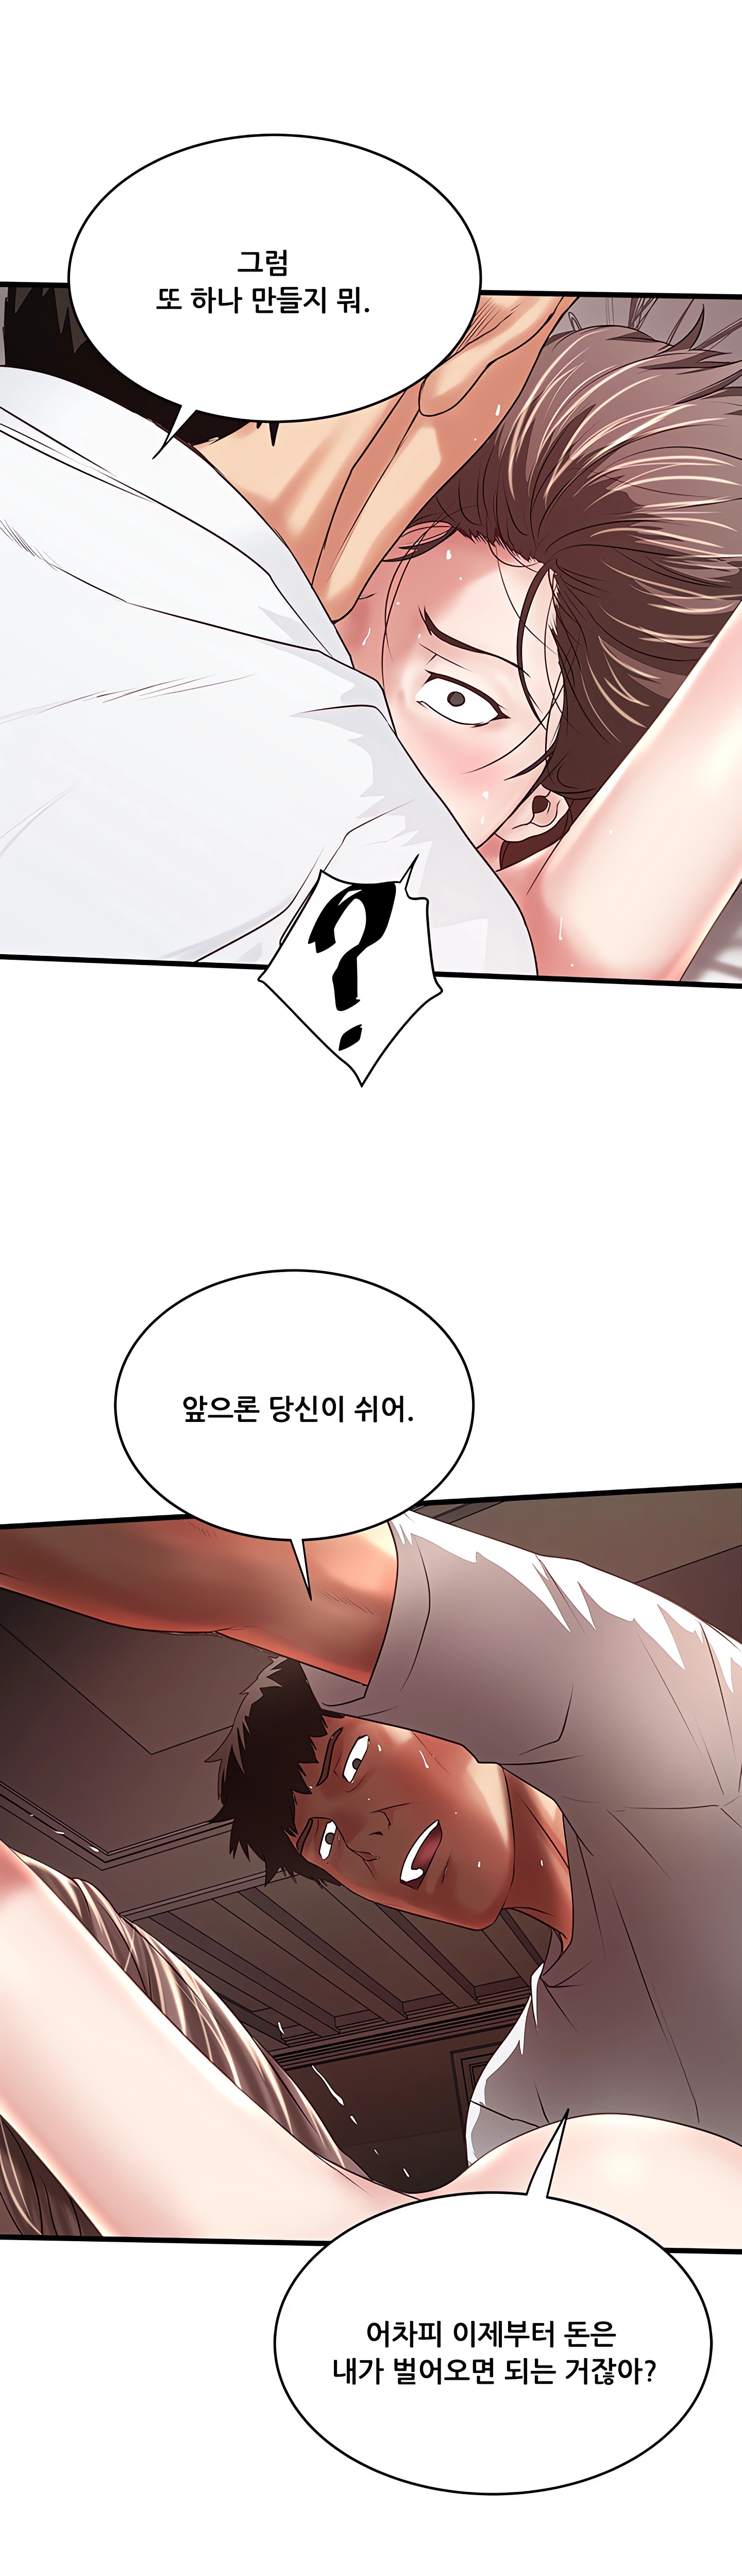 그럼
또 하나 만들지 뭐.
?
앞으론 당신이 쉬어.
어차피 이제부터 돈은
내가 벌어오면 되는 거잖아?